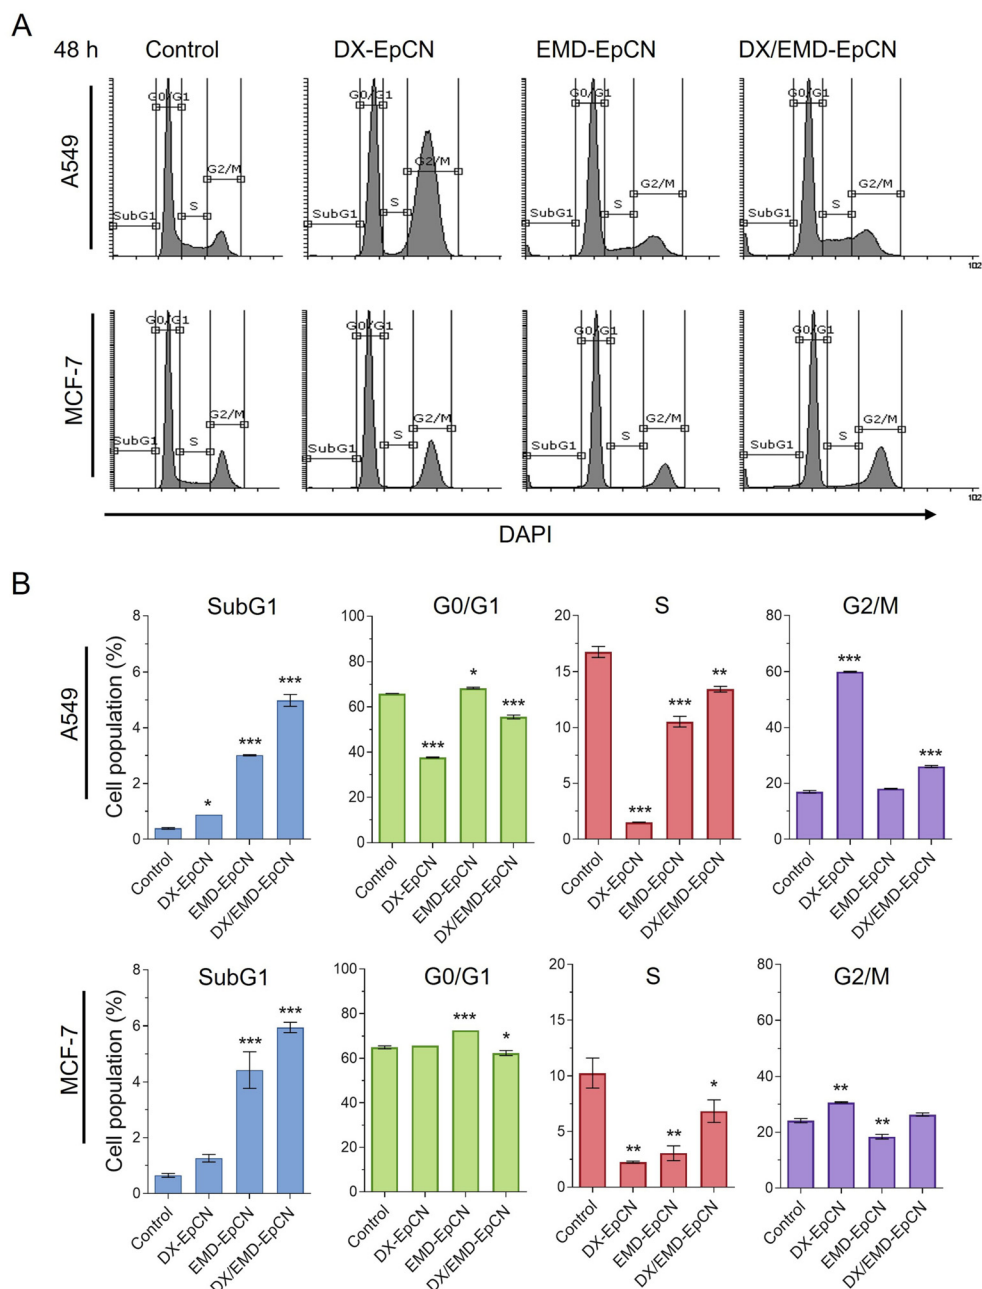 A
48 h Control DX-EpCN EMD-EpCN DX/EMD-EpCN
A549
G0/G1 G0/G1 G0/G1 G0/G1
G2/M G2/M G2/M G2/M
SubG1 S SubG1 S SubG1 S SubG1 S
102
MCF-7
G0/G1 G0/G1 G0/G1 G0/G1
G2/M G2/M G2/M G2/M
SubG1 S SubG1 S SubG1 S SubG1 S
102
DAPI
B
A549
SubG1 G0/G1 S G2/M
Cell population (%)
8 100 20 80
*** *** * *** *** *** ** ***
6 80 15 60
* *** ***
4 60 10 40
2 40 5 20
20
0 0 0 0
Control DX-EpCN EMD-EpCN DX/EMD-EpCN Control DX-EpCN EMD-EpCN DX/EMD-EpCN Control DX-EpCN EMD-EpCN DX/EMD-EpCN Control DX-EpCN EMD-EpCN DX/EMD-EpCN
MCF-7
SubG1 G0/G1 S G2/M
Cell population (%)
8 100 20 80
*** *** *** * ** ** * ** **
6 80 15 60
4 60 10 40
2 40 5 20
20
0 0 0 0
Control DX-EpCN EMD-EpCN DX/EMD-EpCN Control DX-EpCN EMD-EpCN DX/EMD-EpCN Control DX-EpCN EMD-EpCN DX/EMD-EpCN Control DX-EpCN EMD-EpCN DX/EMD-EpCN